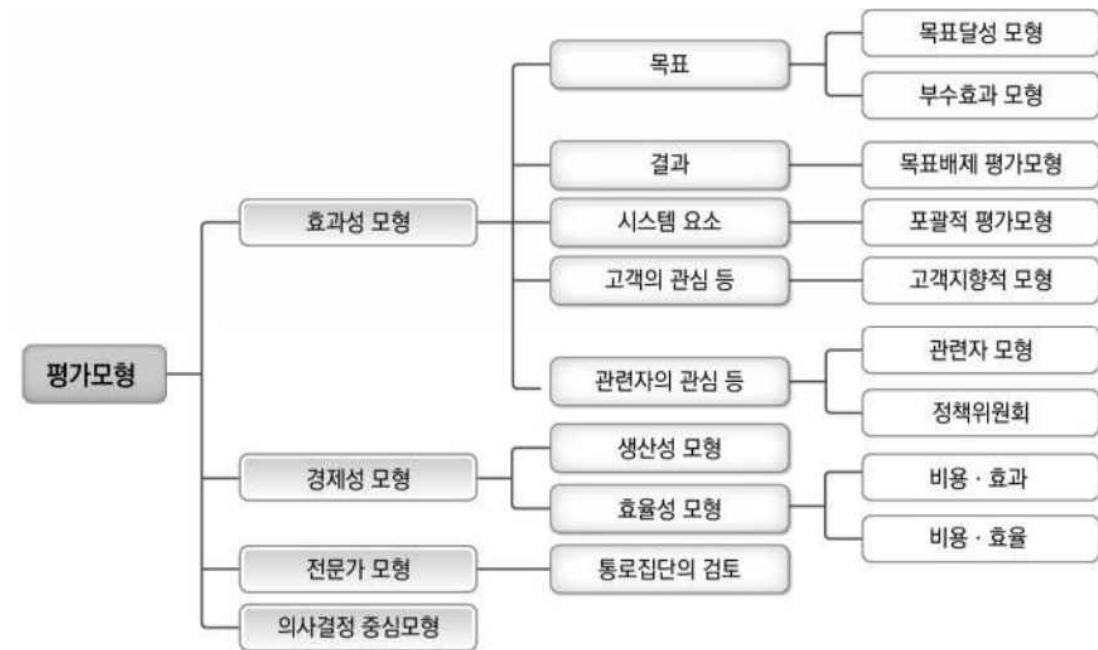 평가모형
효과성 모형
목표
목표달성 모형
부수효과 모형
결과
목표배제 평가모형
시스템 요소
포괄적 평가모형
고객의 관심 등
고객지향적 모형
관련자의 관심 등
관련자 모형
정책위원회
경제성 모형
생산성 모형
효율성 모형
비용 · 효과
비용 · 효율
전문가 모형
통로집단의 검토
의사결정 중심모형